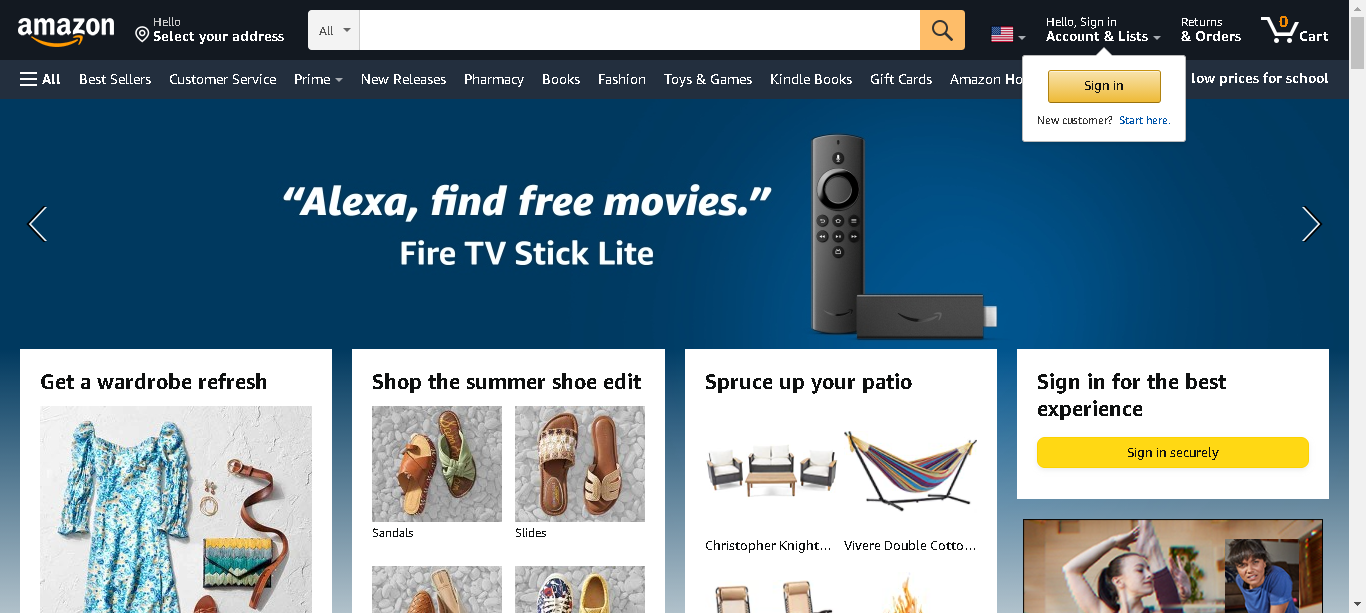 amazon
Hello
Select your address
All
Hello, Sign in
Account & Lists
Returns
& Orders
0
Cart
All
Best Sellers
Customer Service
Prime
New Releases
Pharmacy
Books
Fashion
Toys & Games
Kindle Books
Gift Cards
Amazon Ho
low prices for school
Sign in
New customer? Start here.
“Alexa, find free movies.”
Fire TV Stick Lite
Get a wardrobe refresh
Shop the summer shoe edit
Sandals
Slides
Spruce up your patio
Christopher Knight...
Vivere Double Cotto...
Sign in for the best
experience
Sign in securely